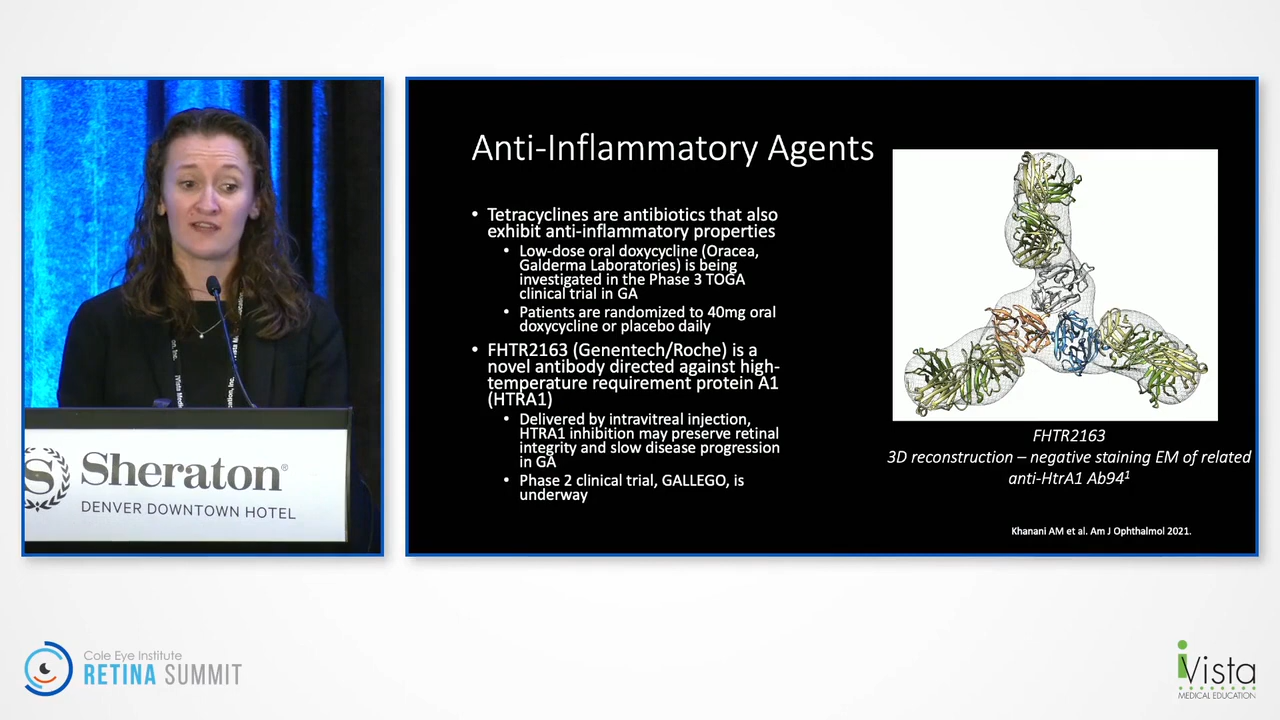 Anti-Inflammatory Agents
• Tetracyclines are antibiotics that also
exhibit anti-inflammatory properties
• Low-dose oral doxycycline (Oracea,
Galderma Laboratories) is being
investigated in the Phase 3 TOGA
clinical trial in GA
• Patients are randomized to 40mg oral
doxycycline or placebo daily
• FHTR2163 (Genentech/Roche) is a
novel antibody directed against high-
temperature requirement protein A1
(HTRA1)
• Delivered by intravitreal injection,
HTRA1 inhibition may preserve retinal
integrity and slow disease progression
in GA
• Phase 2 clinical trial, GALLEGO, is
underway
FHTR2163
3D reconstruction – negative staining EM of related
anti-HtrA1 Ab94¹
Khanani AM et al. Am J Ophthalmol 2021.
S Sheraton®
DENVER DOWNTOWN HOTEL
Cole Eye Institute
RETINA SUMMIT
iVista
MEDICAL EDUCATION